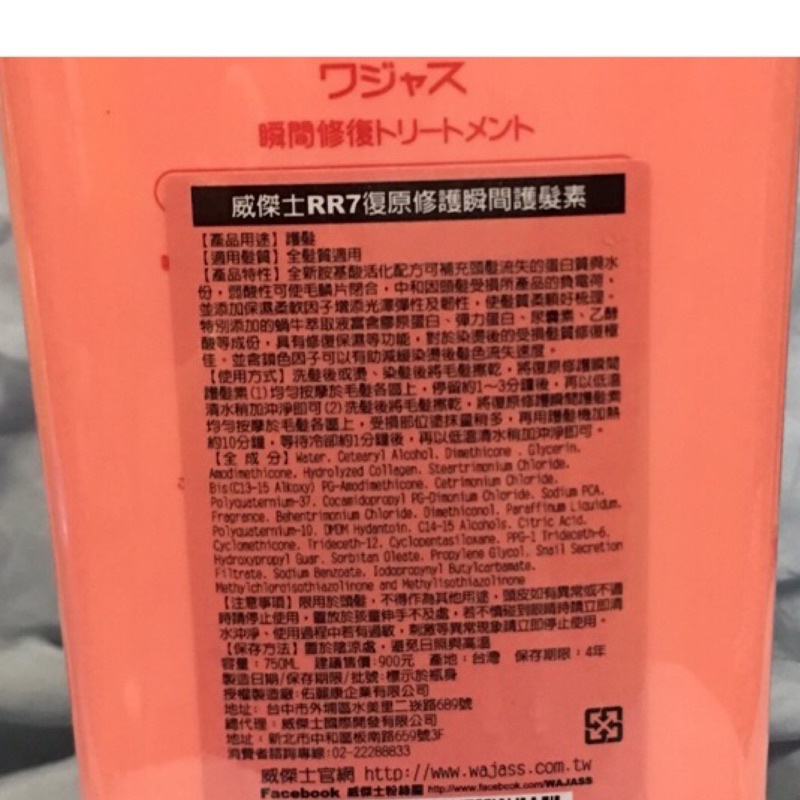 ワジャス
瞬間修復トリートメント
威傑士RR7復原修護瞬間護髮素
【產品用途】護髮
【適用髮質】全髮質適用
【產品特性】全新胺基酸活化配方可補充頭髮流失的蛋白質與水
份，弱酸性可使毛鱗片閉合，中和因頭髮受損所產品的負電荷，
並添加保濕柔軟因子增添光澤彈性及韌性，使髮質柔順好梳理。
特別添加的蝸牛萃取液富含膠原蛋白、彈力蛋白、尿囊素、乙醇
酸等成份，具有修復保濕等功能，對於染燙後的受損髮質修復極
佳，並含鎖色因子可以有助減緩染燙後髮色流失速度。
【使用方式】洗髮後或燙、染髮後將毛髮擦乾，將復原修護瞬間
護髮素(1)均勻按摩於毛髮各區上，停留約1～3分鐘後，再以低溫
清水稍加沖淨即可(2)洗髮後將毛髮擦乾，將復原修護瞬間護髮素
均勻按摩於毛髮各區上，受損部位塗抹量稍多，再用護髮機加熱
約10分鐘，等待冷卻約1分鐘後，再以低溫清水稍加沖淨即可。
【全 成 分】Water. Cetearyl Alcohol. Dimethicone . Glycerin.
Amodimethicone. Hydrolyzed Collagen. Steartrimonium Chloride.
Bis(C13-15 Alkoxy) PG-Amodimethicone. Cetrimonium Chloride.
Polyquaternium-37. Cocamidopropyl PG-Dimonium Chloride. Sodium PCA.
Fragrance. Behentrimonium Chloride. Dimethiconol. Paraffinum Liquidum.
Polyquaternium-10. DMDM Hydantoin. C14-15 Alcohols. Citric Acid.
Cyclomethicone. Trideceth-12. Cyclopentasiloxane. PPG-1 Trideceth-6.
Hydroxypropyl Guar. Sorbitan Oleate. Propylene Glycol. Snail Secretion
Filtrate. Sodium Benzoate. Iodopropynyl Butylcarbamate.
Methylchloroisothiazolinone and Methylisothiazolinone
【注意事項】限用於頭髮，不得作為其他用途，頭皮如有異常或不適
時請停止使用，置放於孩童伸手不及處，若不慎碰到眼睛時請立即清
水沖淨、使用過程中若有過敏，刺激等異常現象請立即停止使用。
【保存方法】置於陰涼處，避免日照與高溫
容量：750ML 建議售價:900元 產地：台灣 保存期限：4年
製造日期/保存期限/批號:標示於瓶身
授權製造廠:佑麗康企業有限公司
地址: 台中市外埔區水美里二崁路689號
總代理：威傑士國際開發有限公司
地址：新北市中和區板南路659號3F
消費者諮詢專線:02-22288833
威傑士官網 http://www.wajass.com.tw
Facebook 威傑士粉絲團 http://www.facebook.com/WAJASS